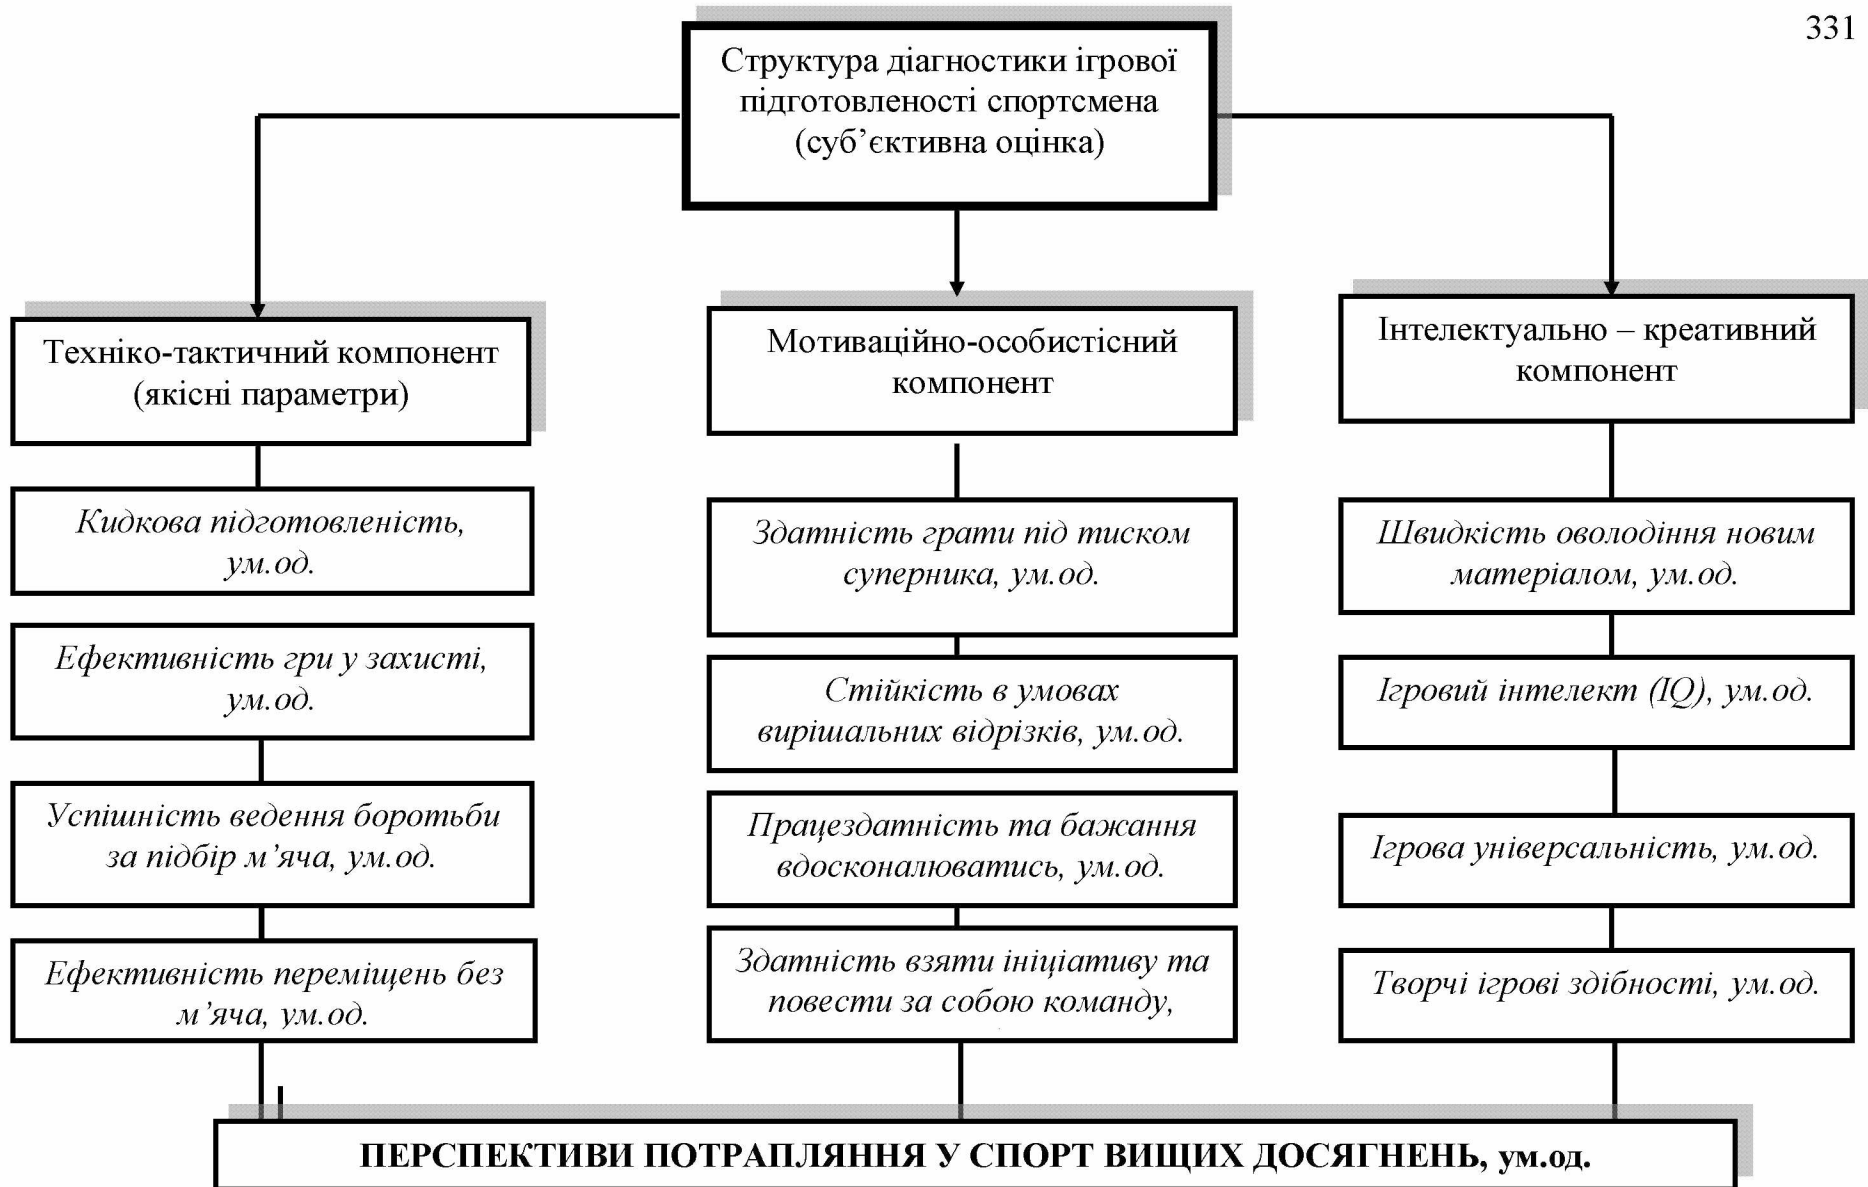 331
Структура діагностики ігрової
підготовленості спортсмена
(суб’єктивна оцінка)
Техніко-тактичний компонент
(якісні параметри)
Кидкова підготовленість,
ум.од.
Ефективність гри у захисті,
ум.од.
Успішність ведення боротьби
за підбір м’яча, ум.од.
Ефективність переміщень без
м’яча, ум.од.
Мотиваційно-особистісний
компонент
Здатність грати під тиском
суперника, ум.од.
Стійкість в умовах
вирішальних відрізків, ум.од.
Працездатність та бажання
вдосконалюватись, ум.од.
Здатність взяти ініціативу та
повести за собою команду,
Інтелектуально – креативний
компонент
Швидкість оволодіння новим
матеріалом, ум.од.
Ігровий інтелект (IQ), ум.од.
Ігрова універсальність, ум.од.
Творчі ігрові здібності, ум.од.
ПЕРСПЕКТИВИ ПОТРАПЛЯННЯ У СПОРТ ВИЩИХ ДОСЯГНЕНЬ, ум.од.